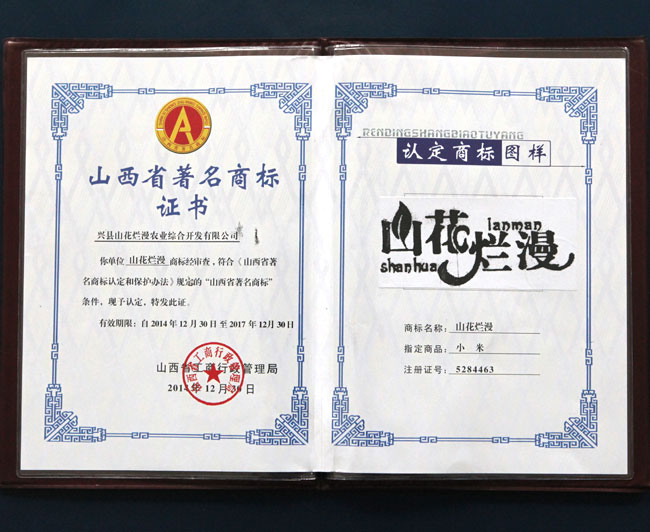 山西省著名商标
证书
兴县山花烂漫农业综合开发有限公司
你单位 山花烂漫 商标经审查，符合《山西省著
名商标认定和保护办法》规定的“山西省著名商标”
条件，现予认定，特发此证。
有效期限：自 2014 年 12 月 30 日至 2017 年 12 月 30 日
山西省工商行政管理局
2014 年 12 月 30 日
RENDINGSHANGBIAOTUYANG
认定商标图样
山花烂漫
lanman
shanhua
商标名称：山花烂漫
指定商品：小 米
注册证号：5284463